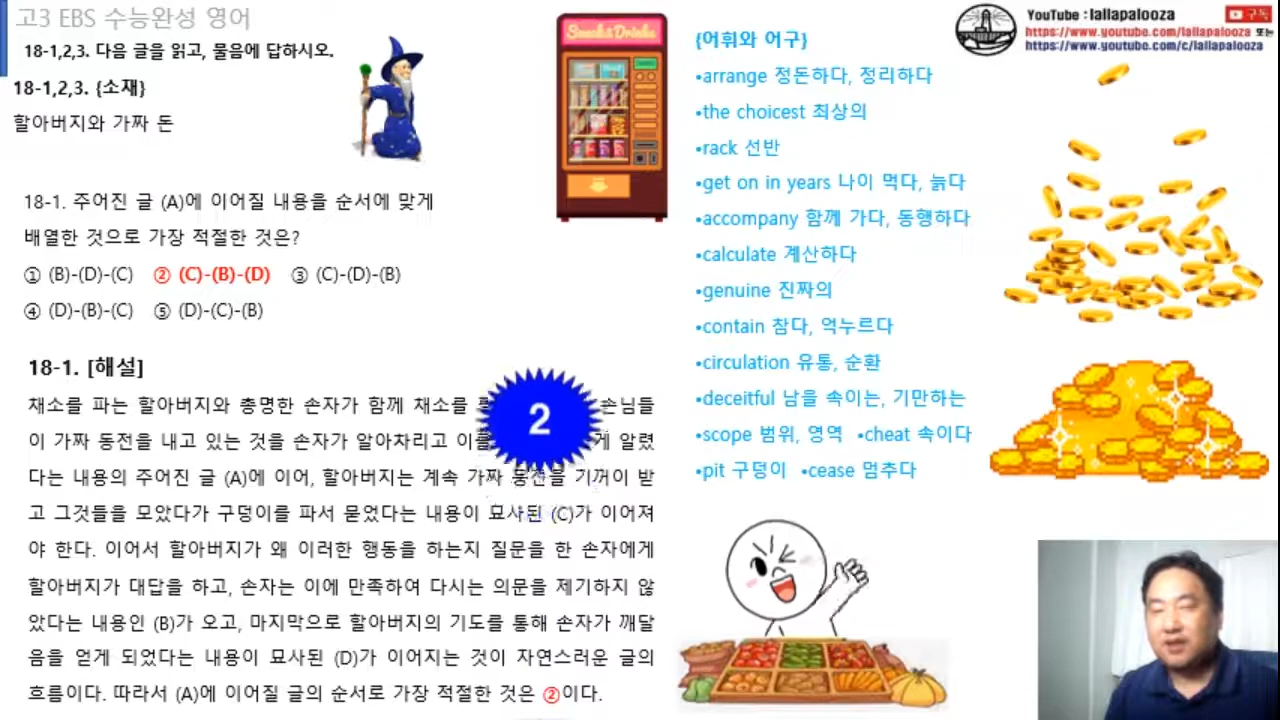 고3 EBS 수능완성 영어
18-1,2,3. 다음 글을 읽고, 물음에 답하시오.
18-1,2,3. {소재}
할아버지와 가짜 돈
18-1. 주어진 글 (A)에 이어질 내용을 순서에 맞게
배열한 것으로 가장 적절한 것은?
① (B)-(D)-(C) ② (C)-(B)-(D) ③ (C)-(D)-(B)
④ (D)-(B)-(C) ⑤ (D)-(C)-(B)
18-1. [해설]
채소를 파는 할아버지와 총명한 손자가 함께 채소를 손님들
이 가짜 동전을 내고 있는 것을 손자가 알아차리고 알렸
다는 내용의 주어진 글 (A)에 이어, 할아버지는 계속 가짜 동전을 기꺼이 받
고 그것들을 모았다가 구덩이를 파서 묻었다는 내용이 묘사된 (C)가 이어져
야 한다. 이어서 할아버지가 왜 이러한 행동을 하는지 질문을 한 손자에게
할아버지가 대답을 하고, 손자는 이에 만족하여 다시는 의문을 제기하지 않
았다는 내용인 (B)가 오고, 마지막으로 할아버지의 기도를 통해 손자가 깨달
음을 얻게 되었다는 내용이 묘사된 (D)가 이어지는 것이 자연스러운 글의
흐름이다. 따라서 (A)에 이어질 글의 순서로 가장 적절한 것은 ②이다.
2
Snack&Drinks
{어휘와 어구}
•arrange 정돈하다, 정리하다
•the choicest 최상의
•rack 선반
•get on in years 나이 먹다, 늙다
•accompany 함께 가다, 동행하다
•calculate 계산하다
•genuine 진짜의
•contain 참다, 억누르다
•circulation 유통, 순환
•deceitful 남을 속이는, 기만하는
•scope 범위, 영역 •cheat 속이다
•pit 구덩이 •cease 멈추다
YouTube : lallapalooza 구독
https://www.youtube.com/lallapalooza 또는
https://www.youtube.com/c/lallapalooza